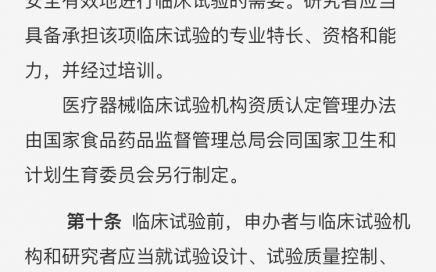 安全有效地进行临床试验的需要。研究者应当
具备承担该项临床试验的专业特长、资格和能
力，并经过培训。
医疗器械临床试验机构资质认定管理办法
由国家食品药品监督管理总局会同国家卫生和
计划生育委员会另行制定。
第十条 临床试验前，申办者与临床试验机
构和研究者应当就试验设计、试验质量控制、